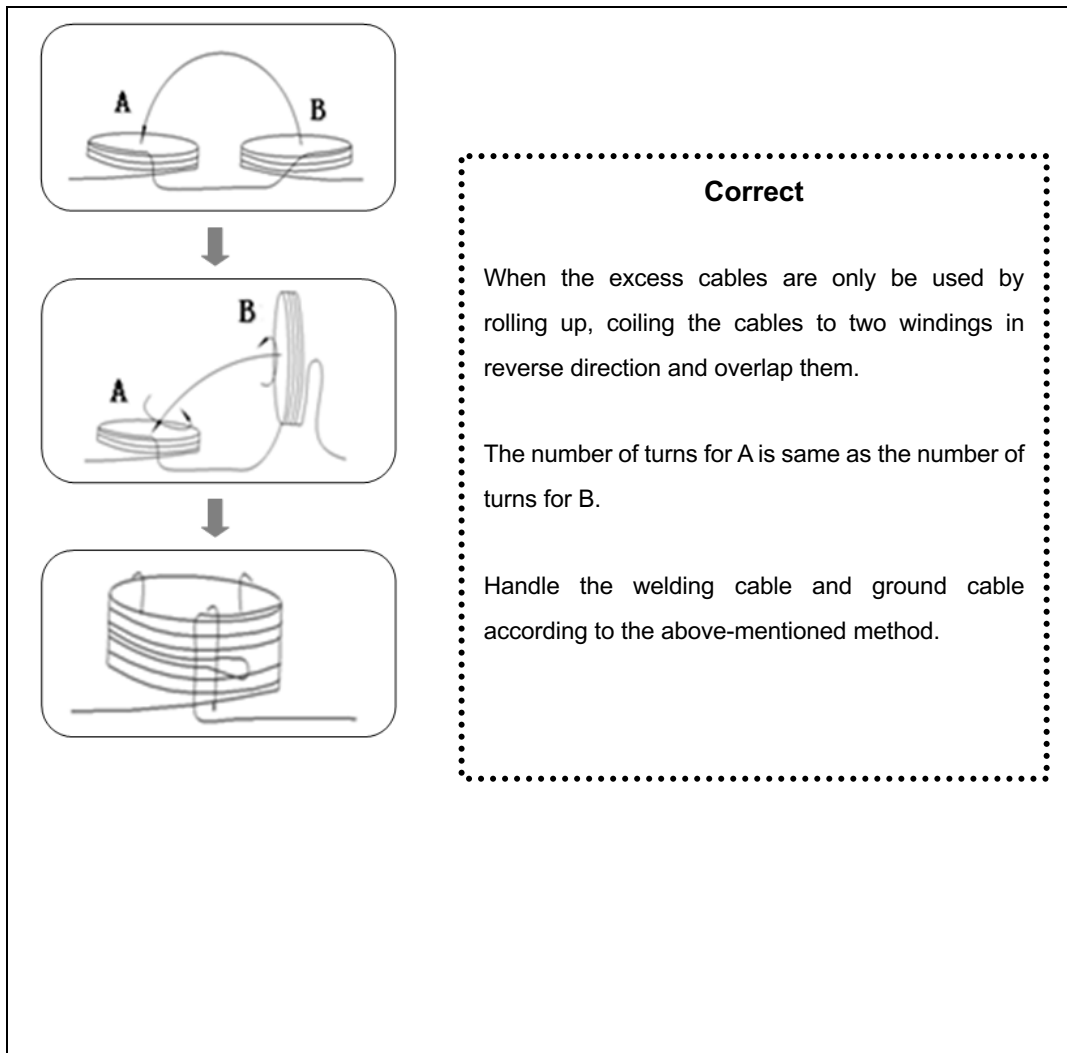 A
B
B
A
Correct
When the excess cables are only be used by
rolling up, coiling the cables to two windings in
reverse direction and overlap them.
The number of turns for A is same as the number of
turns for B.
Handle the welding cable and ground cable
according to the above-mentioned method.